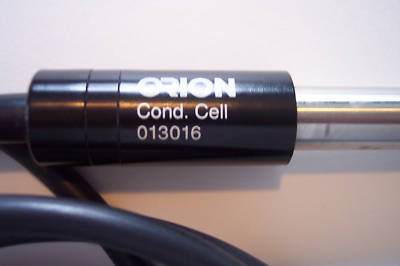 ORION
Cond. Cell
013016